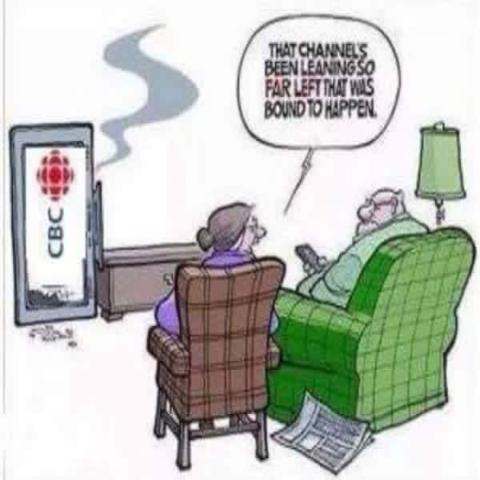 THAT CHANNEL'S
BEEN LEANING SO
FAR LEFT THAT WAS
BOUND TO HAPPEN.
CBC